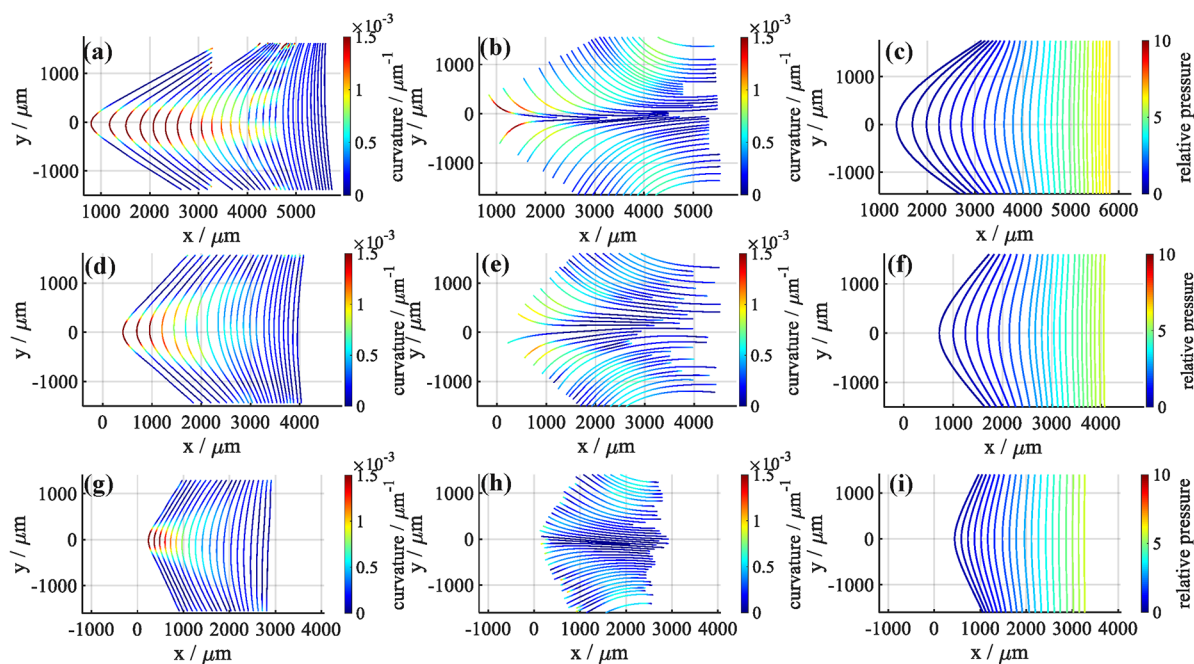 (a)
1000
0
-1000
y / μm
1000 2000 3000 4000 5000
x / μm
×10⁻³
1.5
1
0.5
0
curvature / μm⁻¹
(b)
1000
0
-1000
y / μm
1000 2000 3000 4000 5000
x / μm
×10⁻³
1.5
1
0.5
0
curvature / μm⁻¹
(c)
1000
0
-1000
y / μm
1000 2000 3000 4000 5000 6000
x / μm
10
5
0
relative pressure
(d)
1000
0
-1000
y / μm
0 1000 2000 3000 4000
x / μm
×10⁻³
1.5
1
0.5
0
curvature / μm⁻¹
(e)
1000
0
-1000
y / μm
0 1000 2000 3000 4000
x / μm
×10⁻³
1.5
1
0.5
0
curvature / μm⁻¹
(f)
1000
0
-1000
y / μm
0 1000 2000 3000 4000
x / μm
10
5
0
relative pressure
(g)
1000
0
-1000
y / μm
-1000 0 1000 2000 3000 4000
x / μm
×10⁻³
1.5
1
0.5
0
curvature / μm⁻¹
(h)
1000
0
-1000
y / μm
-1000 0 1000 2000 3000 4000
x / μm
×10⁻³
1.5
1
0.5
0
curvature / μm⁻¹
(i)
1000
0
-1000
y / μm
-1000 0 1000 2000 3000 4000
x / μm
10
5
0
relative pressure